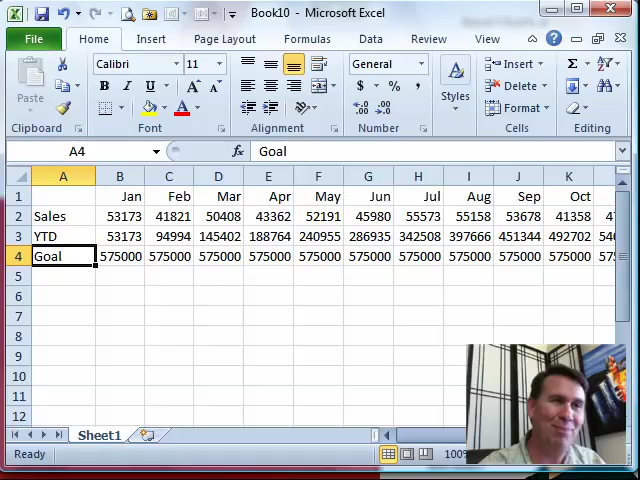 Book10 - Microsoft Excel
File Home Insert Page Layout Formulas Data Review View
Paste
Calibri 11
General
Insert
Delete
Format
B I U
$ % ,
Styles
Clipboard Font Alignment Number Cells Editing
A4 fx Goal
A B C D E F G H I J K
1 Jan Feb Mar Apr May Jun Jul Aug Sep Oct
2 Sales 53173 41821 50408 43362 52191 45980 55573 55158 53678 41358
3 YTD 53173 94994 145402 188764 240955 286935 342508 397666 451344 492702
4 Goal 575000 575000 575000 575000 575000 575000 575000 575000 575000 575000
5
6
7
8
9
10
11
12
Sheet1
Ready 100%